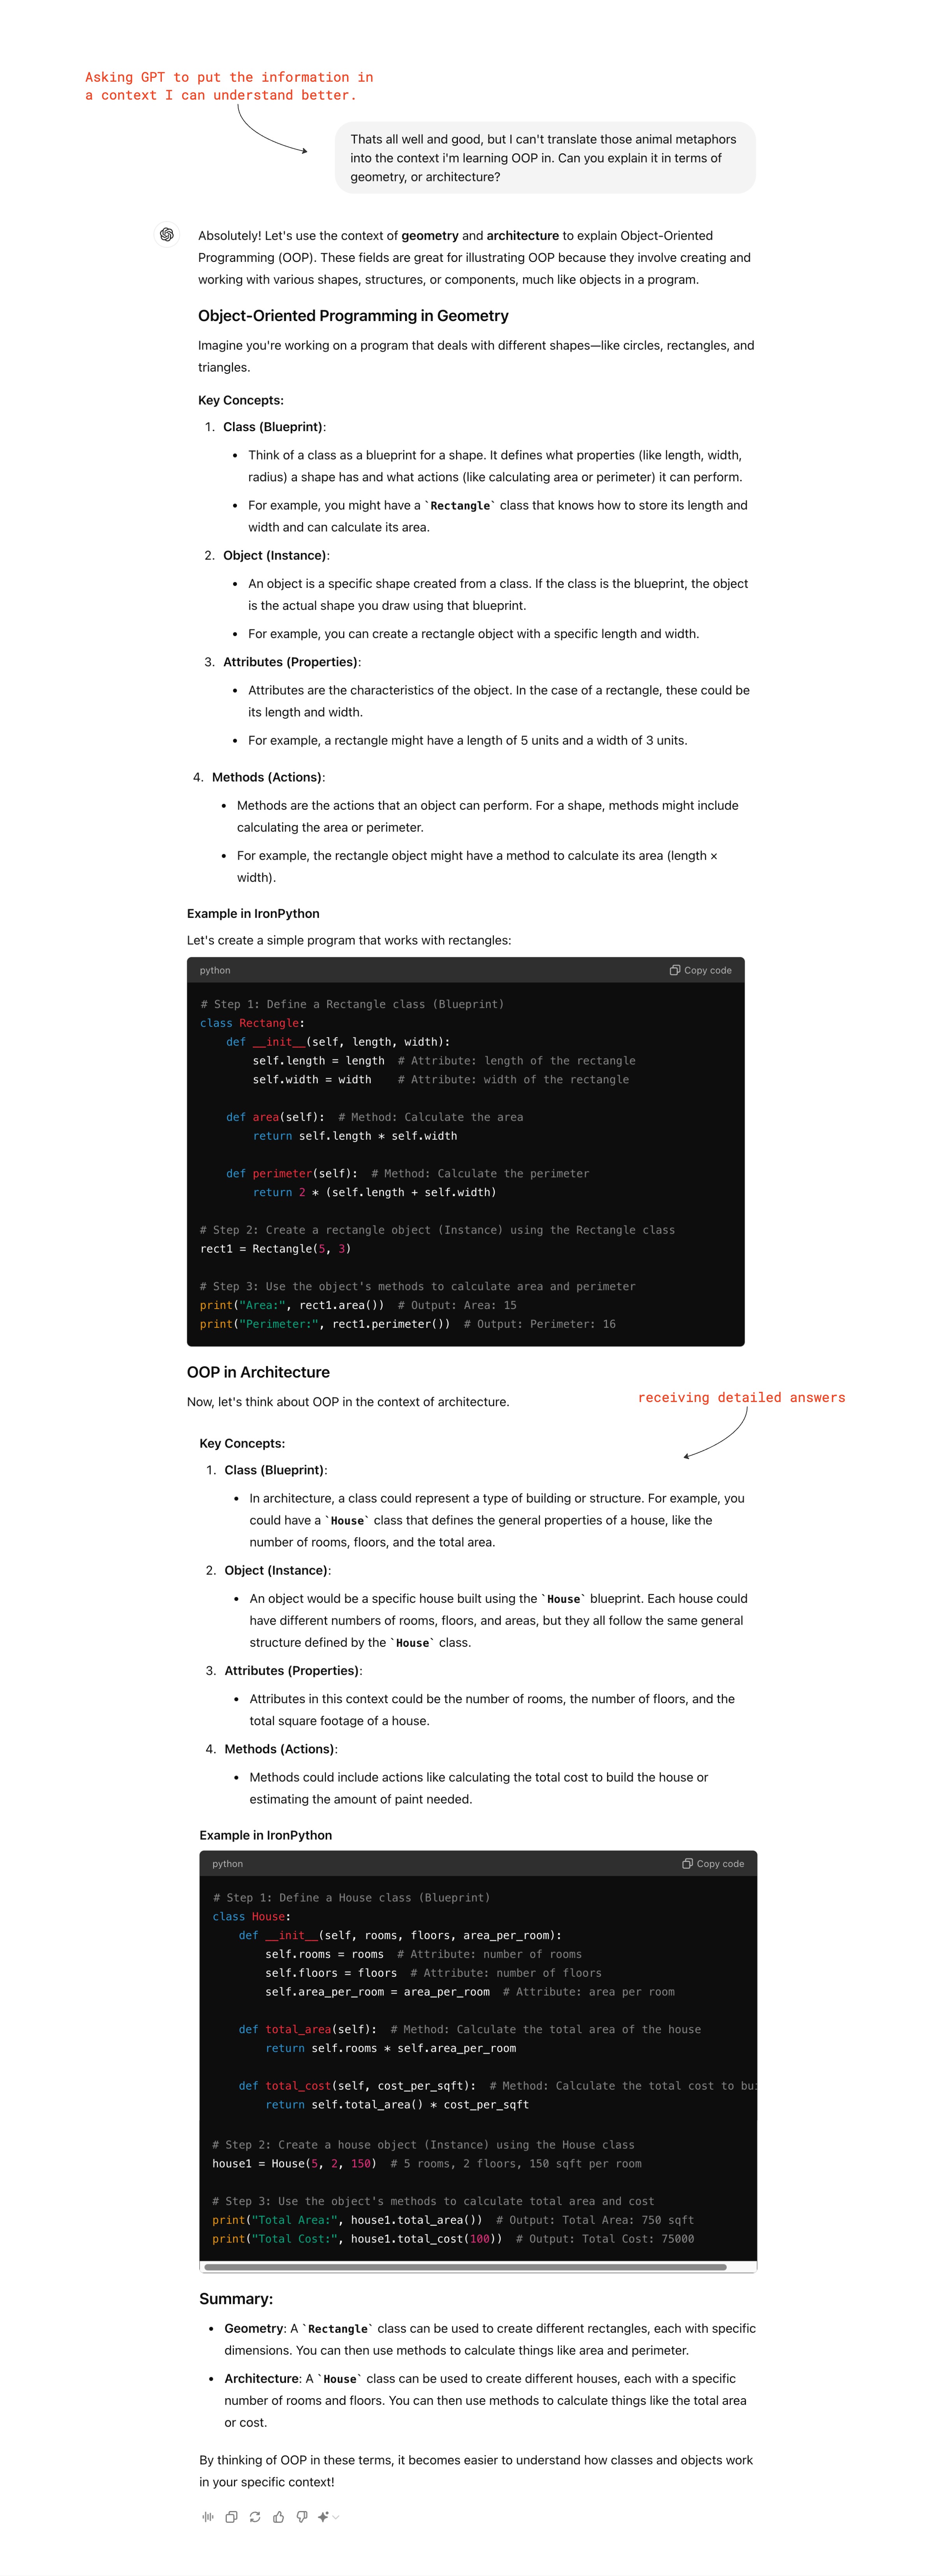 Asking GPT to put the information in
a context I can understand better.
Thats all well and good, but I can't translate those animal metaphors
into the context i'm learning OOP in. Can you explain it in terms of
geometry, or architecture?
Absolutely! Let's use the context of geometry and architecture to explain Object-Oriented
Programming (OOP). These fields are great for illustrating OOP because they involve creating and
working with various shapes, structures, or components, much like objects in a program.
Object-Oriented Programming in Geometry
Imagine you're working on a program that deals with different shapes—like circles, rectangles, and
triangles.
Key Concepts:
1. Class (Blueprint):
• Think of a class as a blueprint for a shape. It defines what properties (like length, width,
radius) a shape has and what actions (like calculating area or perimeter) it can perform.
• For example, you might have a `Rectangle` class that knows how to store its length and
width and can calculate its area.
2. Object (Instance):
• An object is a specific shape created from a class. If the class is the blueprint, the object
is the actual shape you draw using that blueprint.
• For example, you can create a rectangle object with a specific length and width.
3. Attributes (Properties):
• Attributes are the characteristics of the object. In the case of a rectangle, these could be
its length and width.
• For example, a rectangle might have a length of 5 units and a width of 3 units.
4. Methods (Actions):
• Methods are the actions that an object can perform. For a shape, methods might include
calculating the area or perimeter.
• For example, the rectangle object might have a method to calculate its area (length ×
width).
Example in IronPython
Let's create a simple program that works with rectangles:
python Copy code
# Step 1: Define a Rectangle class (Blueprint)
class Rectangle:
    def __init__(self, length, width):
        self.length = length  # Attribute: length of the rectangle
        self.width = width    # Attribute: width of the rectangle
    def area(self):  # Method: Calculate the area
        return self.length * self.width
    def perimeter(self):  # Method: Calculate the perimeter
        return 2 * (self.length + self.width)
# Step 2: Create a rectangle object (Instance) using the Rectangle class
rect1 = Rectangle(5, 3)
# Step 3: Use the object's methods to calculate area and perimeter
print("Area:", rect1.area())  # Output: Area: 15
print("Perimeter:", rect1.perimeter())  # Output: Perimeter: 16
OOP in Architecture
Now, let's think about OOP in the context of architecture.
receiving detailed answers
Key Concepts:
1. Class (Blueprint):
• In architecture, a class could represent a type of building or structure. For example, you
could have a `House` class that defines the general properties of a house, like the
number of rooms, floors, and the total area.
2. Object (Instance):
• An object would be a specific house built using the `House` blueprint. Each house could
have different numbers of rooms, floors, and areas, but they all follow the same general
structure defined by the `House` class.
3. Attributes (Properties):
• Attributes in this context could be the number of rooms, the number of floors, and the
total square footage of a house.
4. Methods (Actions):
• Methods could include actions like calculating the total cost to build the house or
estimating the amount of paint needed.
Example in IronPython
python Copy code
# Step 1: Define a House class (Blueprint)
class House:
    def __init__(self, rooms, floors, area_per_room):
        self.rooms = rooms  # Attribute: number of rooms
        self.floors = floors  # Attribute: number of floors
        self.area_per_room = area_per_room  # Attribute: area per room
    def total_area(self):  # Method: Calculate the total area of the house
        return self.rooms * self.area_per_room
    def total_cost(self, cost_per_sqft):  # Method: Calculate the total cost to
        return self.total_area() * cost_per_sqft
# Step 2: Create a house object (Instance) using the House class
house1 = House(5, 2, 150)  # 5 rooms, 2 floors, 150 sqft per room
# Step 3: Use the object's methods to calculate total area and cost
print("Total Area:", house1.total_area())  # Output: Total Area: 750 sqft
print("Total Cost:", house1.total_cost(100))  # Output: Total Cost: 75000
Summary:
• Geometry: A `Rectangle` class can be used to create different rectangles, each with specific
dimensions. You can then use methods to calculate things like area and perimeter.
• Architecture: A `House` class can be used to create different houses, each with a specific
number of rooms and floors. You can then use methods to calculate things like the total area
or cost.
By thinking of OOP in these terms, it becomes easier to understand how classes and objects work
in your specific context!